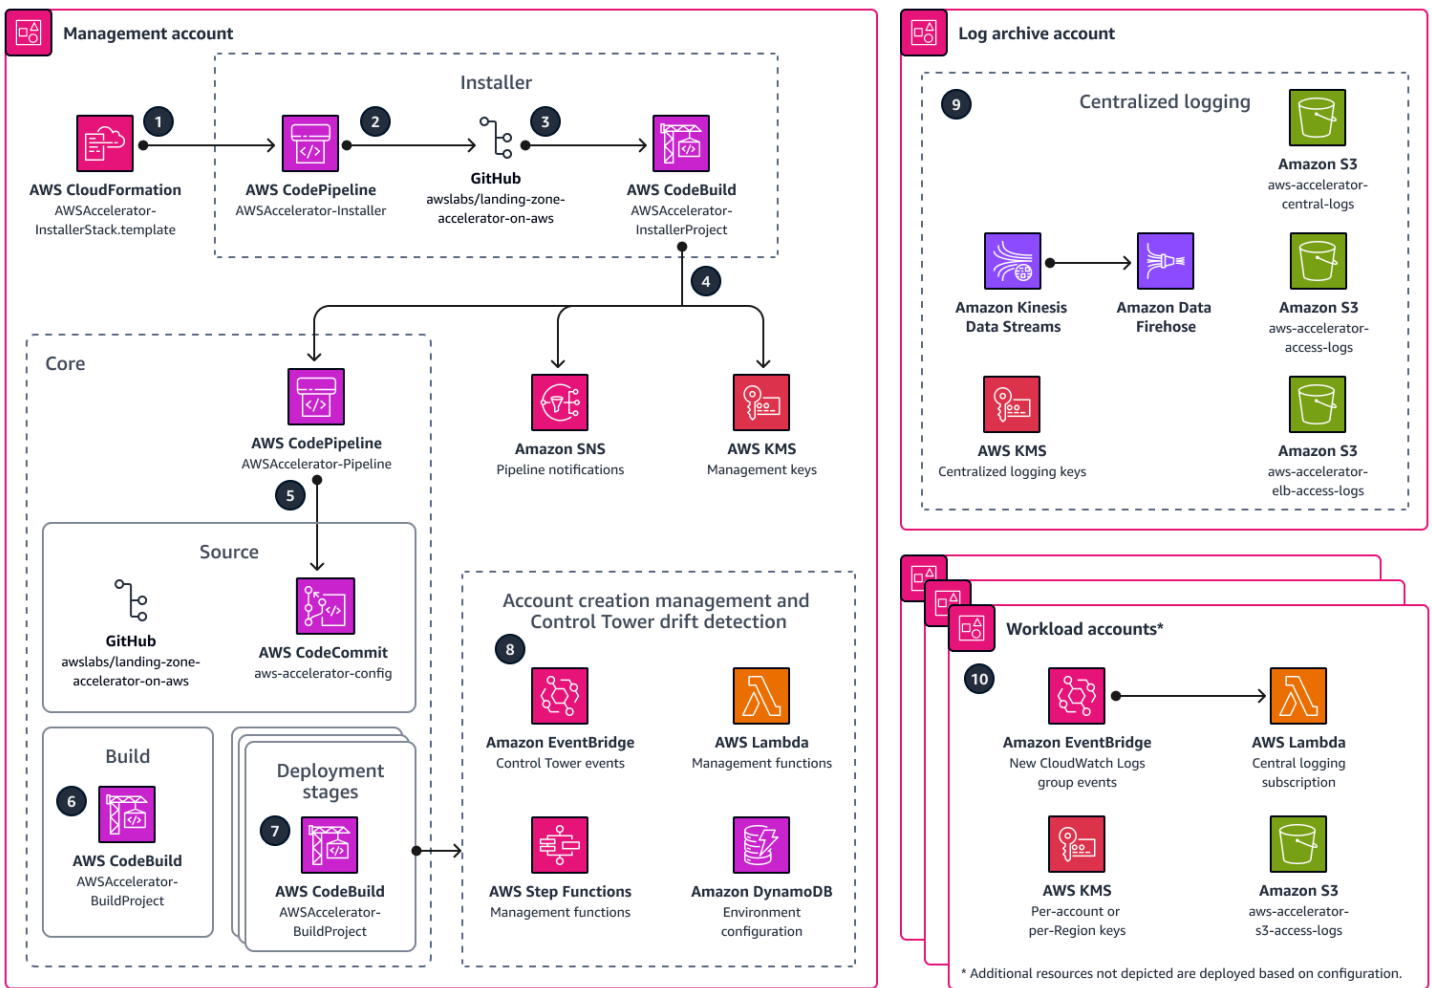 Management account
Installer
1
2
3
AWS CloudFormation
AWSAccelerator-
InstallerStack.template
AWS CodePipeline
AWSAccelerator-Installer
GitHub
awslabs/landing-zone-
accelerator-on-aws
AWS CodeBuild
AWSAccelerator-
InstallerProject
4
Core
AWS CodePipeline
AWSAccelerator-Pipeline
Amazon SNS
Pipeline notifications
AWS KMS
Management keys
5
Source
GitHub
awslabs/landing-zone-
accelerator-on-aws
AWS CodeCommit
aws-accelerator-config
Build
6
AWS CodeBuild
AWSAccelerator-
BuildProject
Deployment
stages
7
AWS CodeBuild
AWSAccelerator-
BuildProject
Account creation management and
Control Tower drift detection
8
Amazon EventBridge
Control Tower events
AWS Lambda
Management functions
AWS Step Functions
Management functions
Amazon DynamoDB
Environment
configuration
Log archive account
9
Centralized logging
Amazon S3
aws-accelerator-
central-logs
Amazon Kinesis
Data Streams
Amazon Data
Firehose
Amazon S3
aws-accelerator-
access-logs
AWS KMS
Centralized logging keys
Amazon S3
aws-accelerator-
elb-access-logs
Workload accounts*
10
Amazon EventBridge
New CloudWatch Logs
group events
AWS Lambda
Central logging
subscription
AWS KMS
Per-account or
per-Region keys
Amazon S3
aws-accelerator-
s3-access-logs
* Additional resources not depicted are deployed based on configuration.